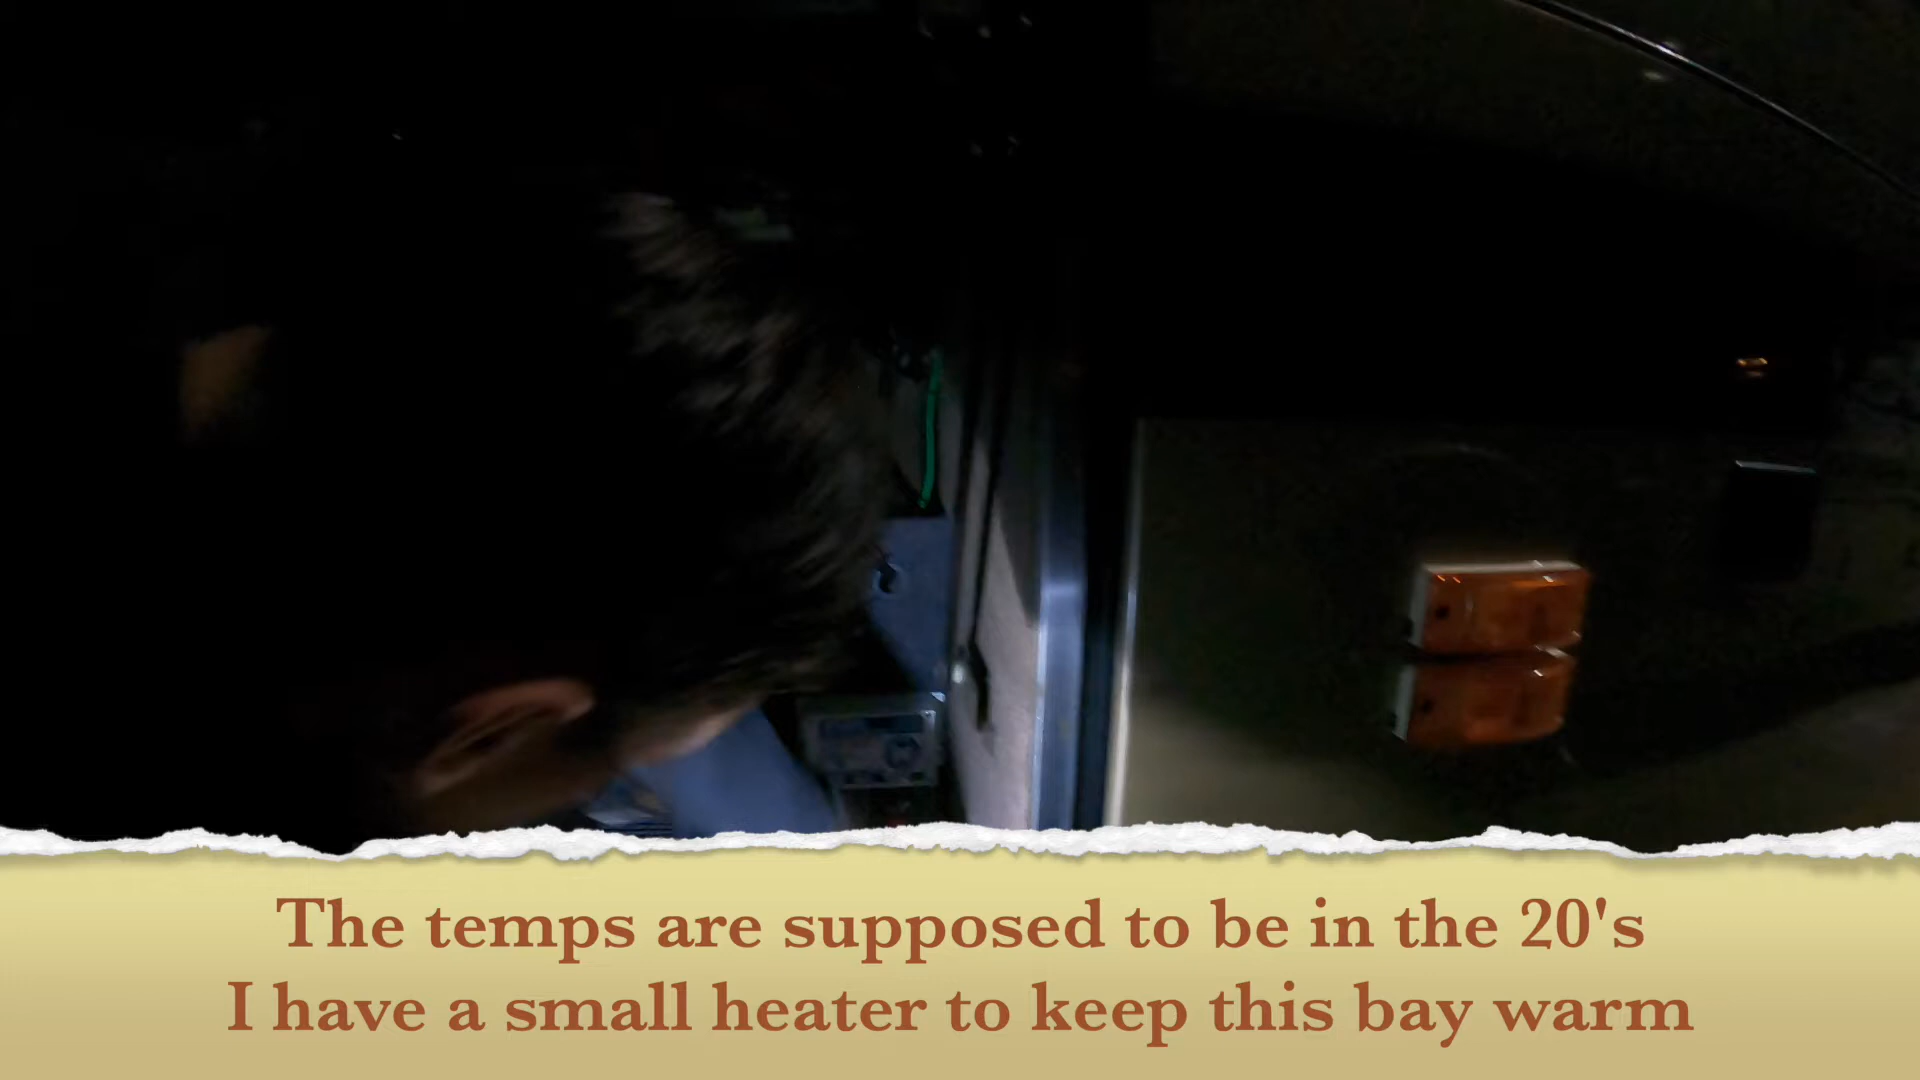 The temps are supposed to be in the 20's
I have a small heater to keep this bay warm